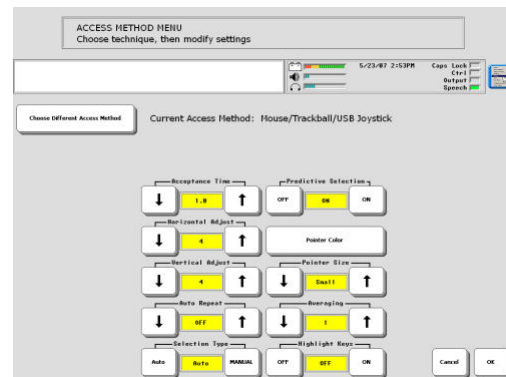 ACCESS METHOD MENU
Choose technique, then modify settings
5/23/07 2:53PM
Caps Lock
Ctrl
Output
Speech
Choose Different Access Method
Current Access Method: Mouse/Trackball/USB Joystick
Acceptance Time
Predictive Selection
1.0
OFF
ON
ON
Horizontal Adjust
4
Pointer Color
Vertical Adjust
Pointer Size
4
Small
Auto Repeat
Averaging
OFF
1
Selection Type
Highlight Keys
Auto
Auto
MANUAL
OFF
OFF
ON
Cancel
OK